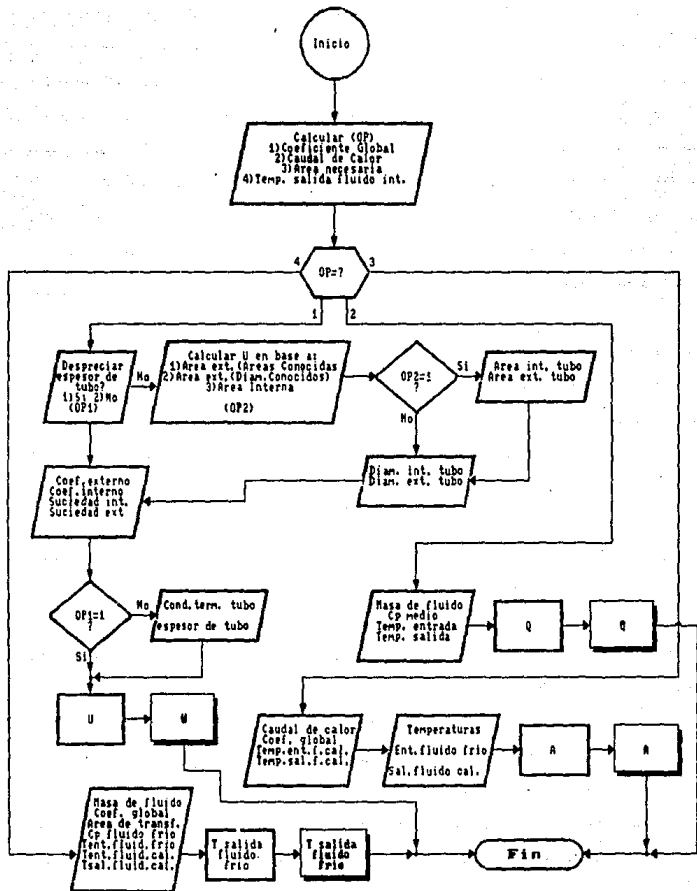 Inicio
Calcular (OP)
1)Coeficiente Global
2)Caudal de Calor
3)Area necesaria
4)Temp. salida fluido int.
4
OP=?
3
1
2
Despreciar
espesor de
tubo?
1)Si 2)No
(OP1)
No
Calcular U en base a:
1)Area ext.(Areas Conocidas
2)Area ext.(Diam.Conocidos)
3)Area Interna
(OP2)
OP2=1
?
Si
No
Area int. tubo
Area ext. tubo
Diam. int. tubo
Diam. ext. tubo
Coef.externo
Coef.interno
Suciedad int.
Suciedad ext
OP1=1
?
No
Si
Cond.term. tubo
espesor de tubo
U
Masa de fluido
Cp medio
Temp. entrada
Temp. salida
Q
Q
Caudal de calor
Coef. global
Temp.ent.f.cal.
Temp.sal.f.cal.
Temperaturas
Ent.fluido frio
Sal.fluido cal.
A
A
Masa de fluido
Coef. global
Area de transf.
Cp fluido frio
Tent.fluid.frio
Tent.fluid.cal.
Tsal.fluid.cal.
T.salida
fluido.
frio
T.salida
fluido
frio
Fin